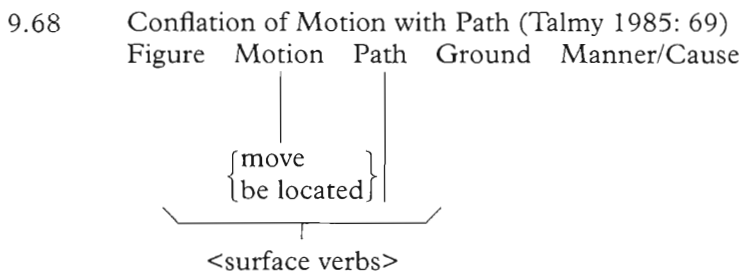 9.68 Conflation of Motion with Path (Talmy 1985: 69)
Figure Motion Path Ground Manner/Cause
move
be located
<surface verbs>